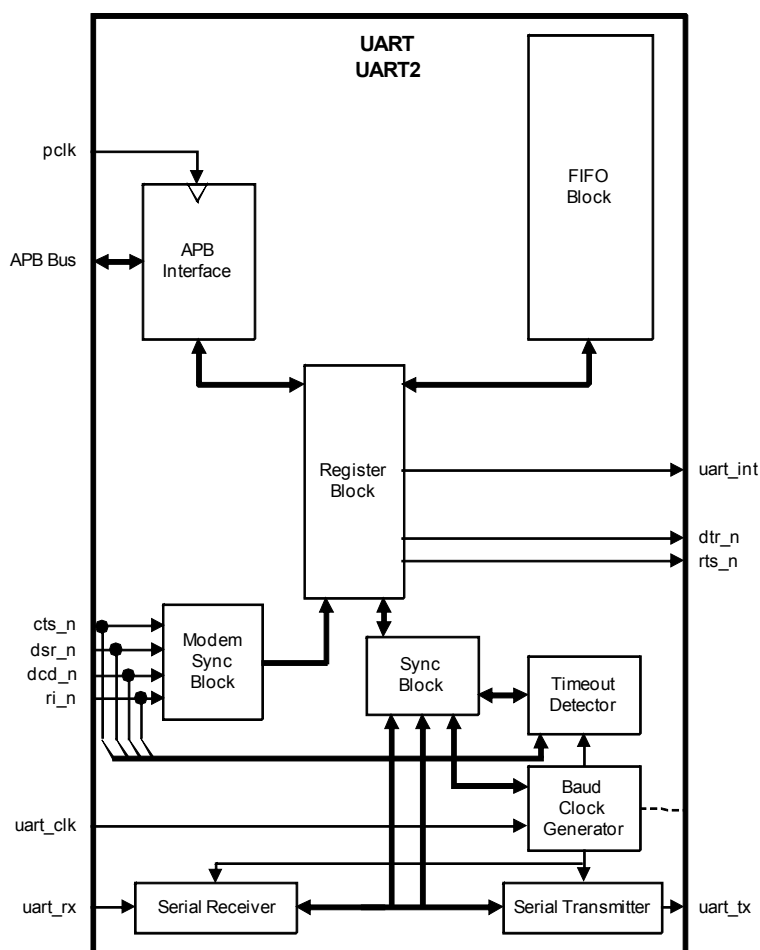 UART
UART2
pclk
FIFO
Block
APB Bus
APB
Interface
Register
Block
uart_int
dtr_n
rts_n
cts_n
dsr_n
dcd_n
ri_n
Modem
Sync
Block
Sync
Block
Timeout
Detector
Baud
Clock
Generator
uart_clk
uart_rx
Serial Receiver
Serial Transmitter
uart_tx